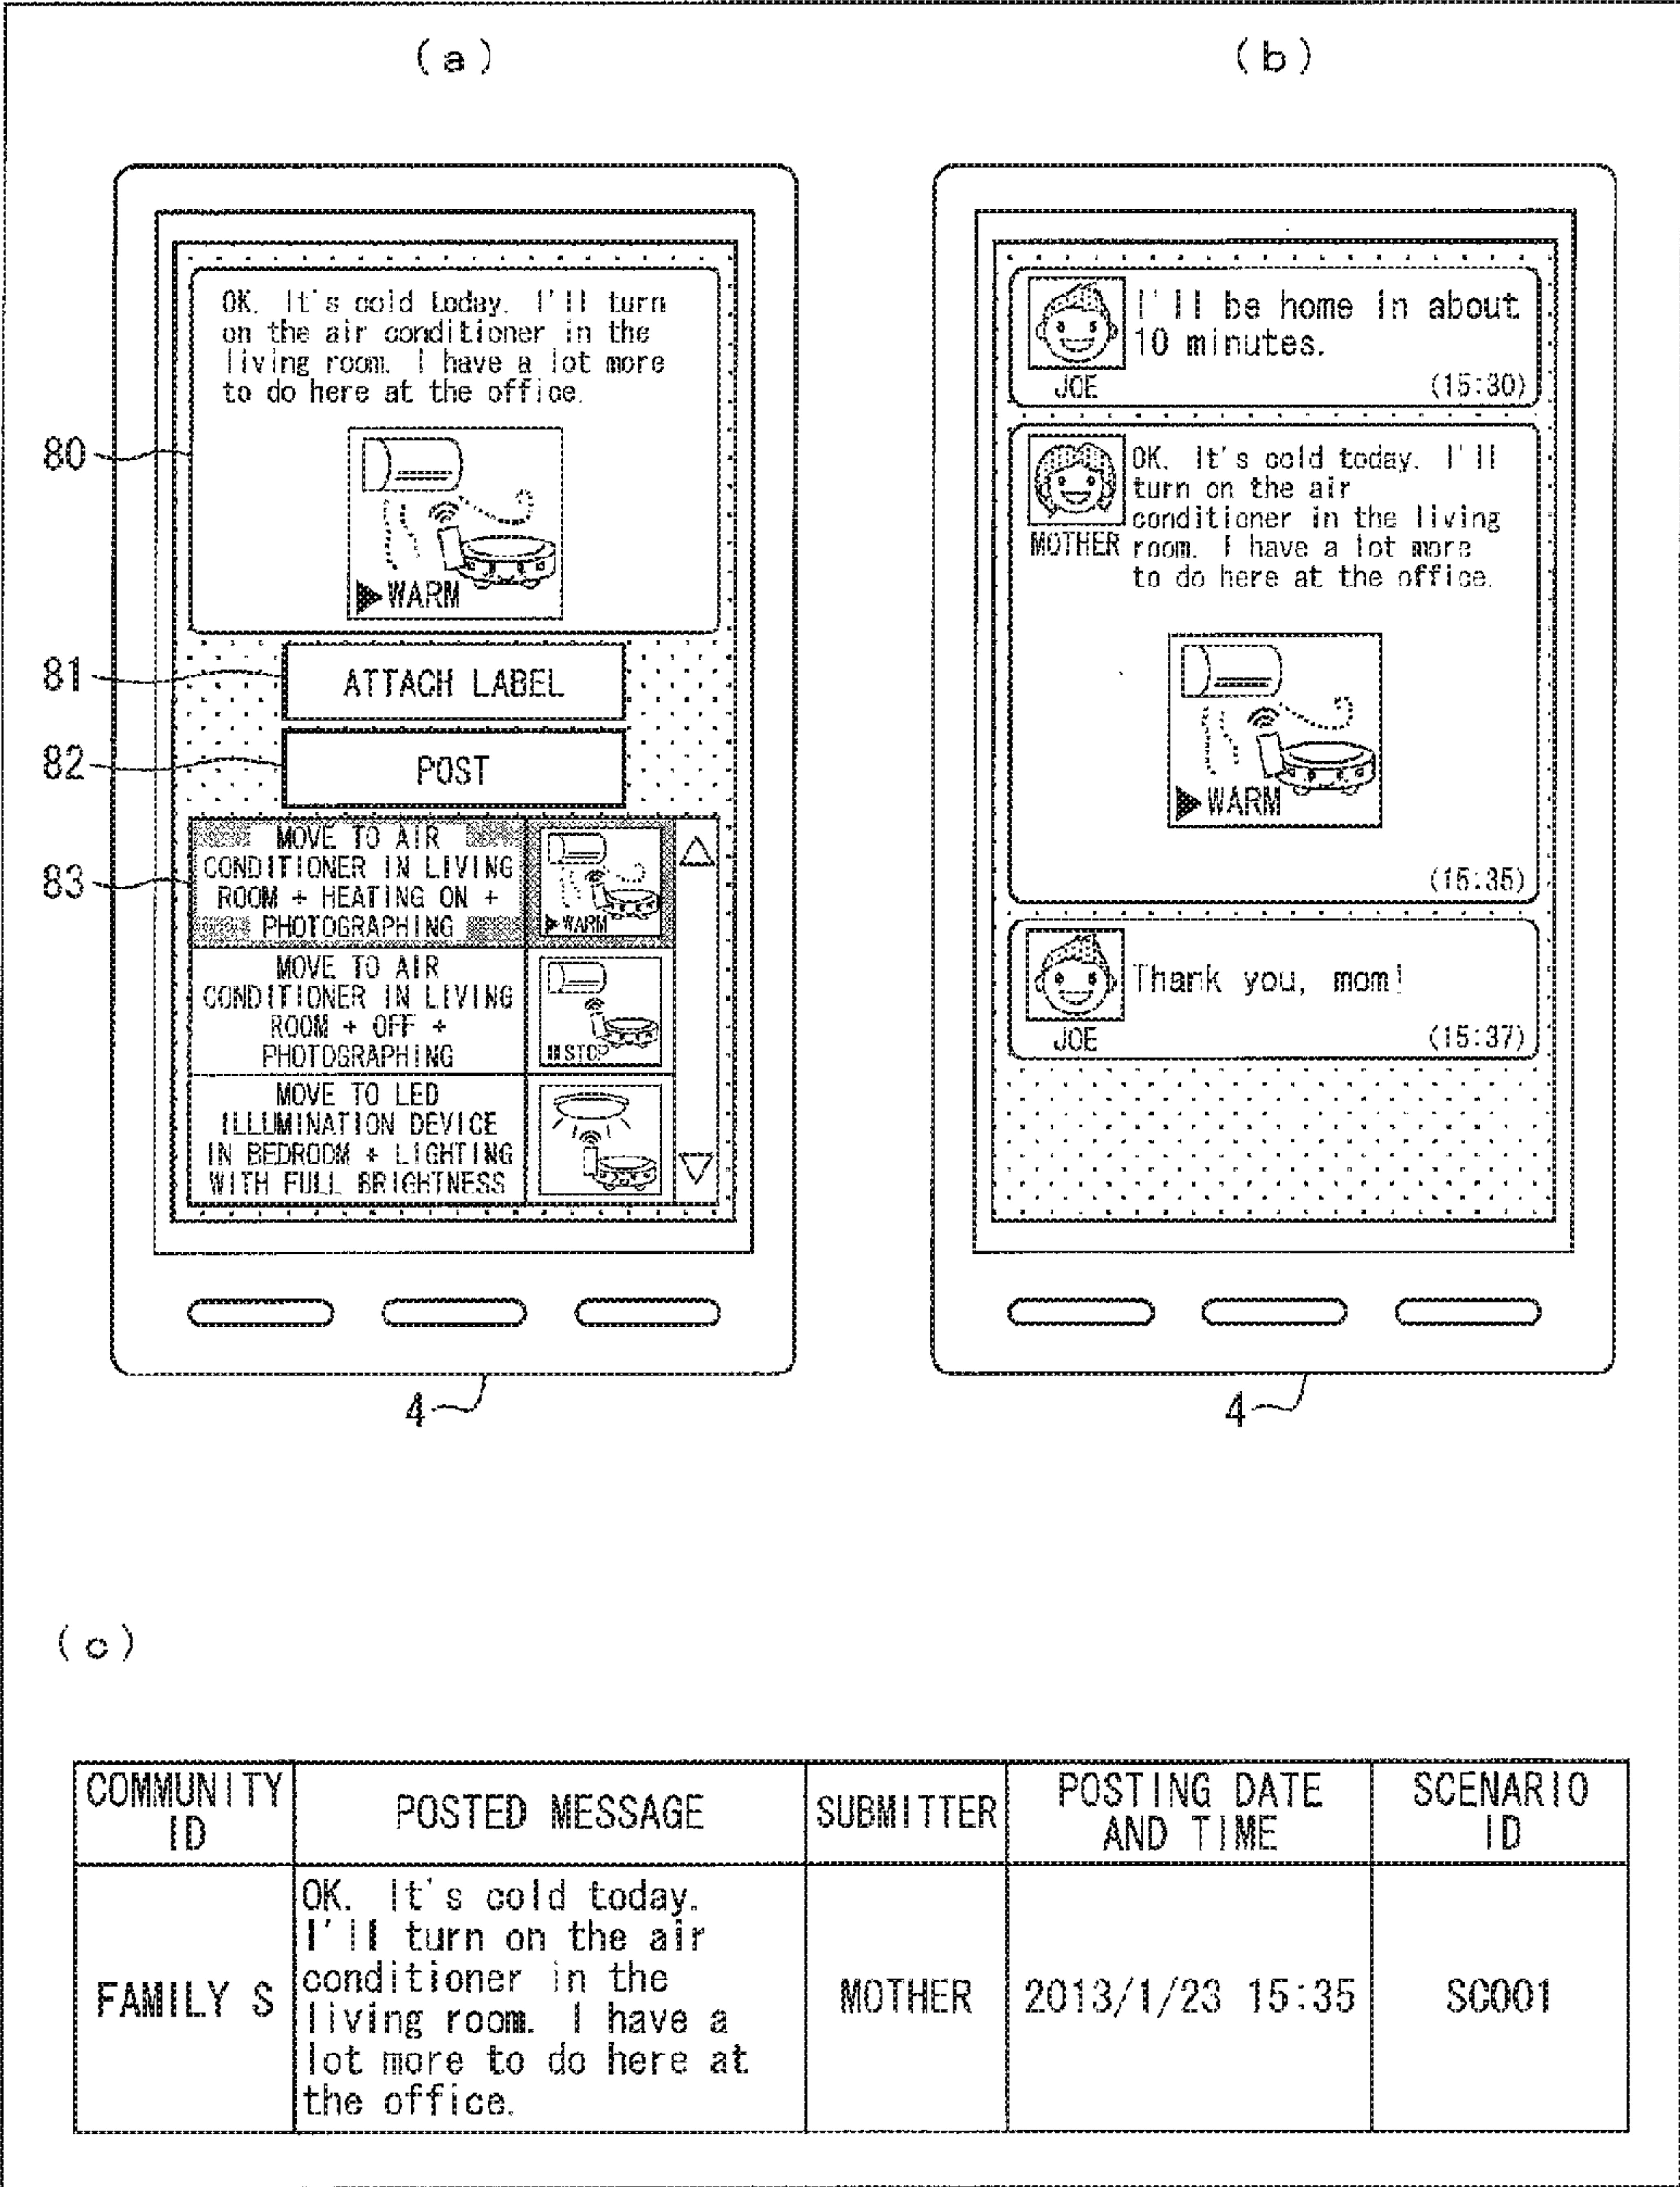 (a)
OK. It's cold today. I'll turn
on the air conditioner in the
living room. I have a lot more
to do here at the office.
80
WARM
81
ATTACH LABEL
82
POST
83
MOVE TO AIR
CONDITIONER IN LIVING
ROOM + HEATING ON +
PHOTOGRAPHING
WARM
MOVE TO AIR
CONDITIONER IN LIVING
ROOM + OFF +
PHOTOGRAPHING
STOP
MOVE TO LED
ILLUMINATION DEVICE
IN BEDROOM + LIGHTING
WITH FULL BRIGHTNESS
4
(b)
I'll be home in about
10 minutes.
JOE
(15:30)
OK. It's cold today. I'll
turn on the air
conditioner in the living
MOTHER room. I have a lot more
to do here at the office.
WARM
(15:35)
Thank you, mom!
JOE
(15:37)
4
(c)
COMMUNITY
ID
POSTED MESSAGE
SUBMITTER
POSTING DATE
AND TIME
SCENARIO
ID
FAMILY S
OK. It's cold today.
I'll turn on the air
conditioner in the
living room. I have a
lot more to do here at
the office.
MOTHER
2013/1/23 15:35
SC001